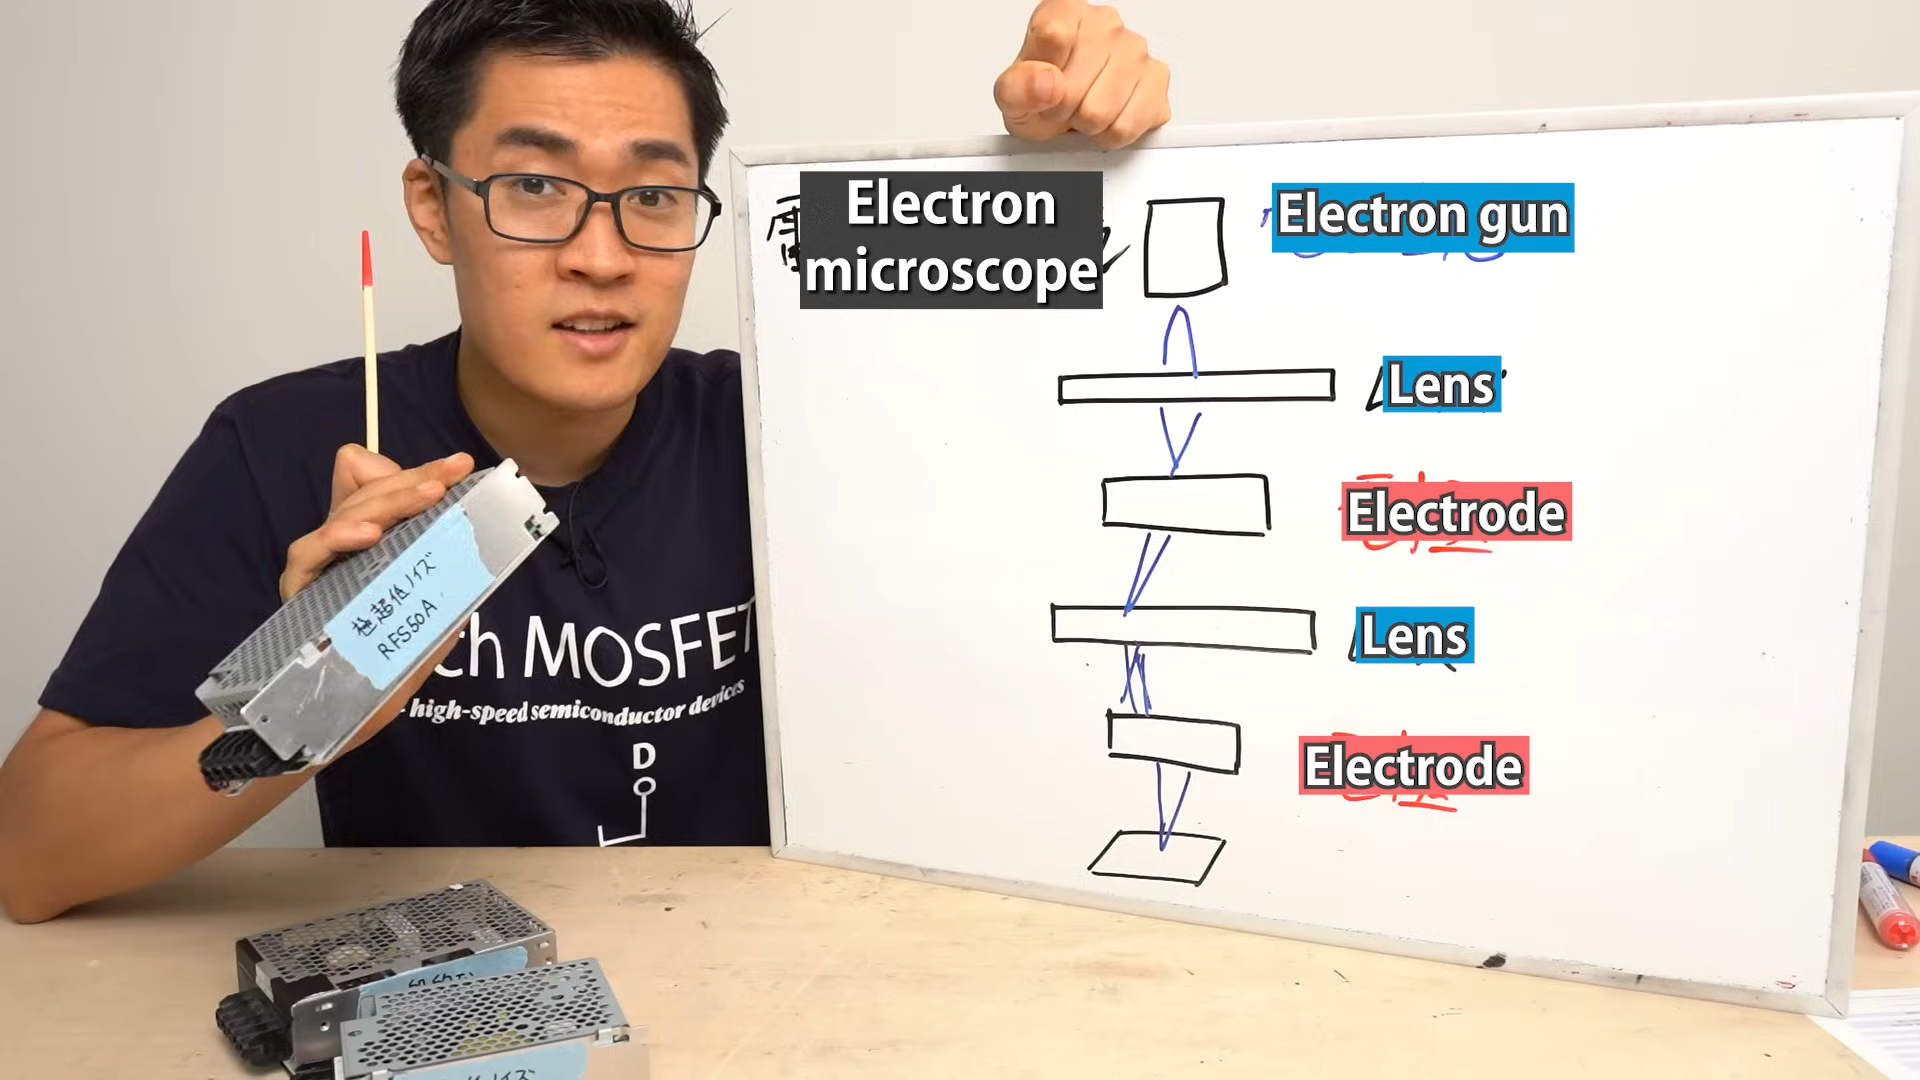 Electron
microscope
Electron gun
Lens
Electrode
Lens
Electrode
極超低ノイズ
RFS50A
ch MOSFET
high-speed semiconductor devices
D